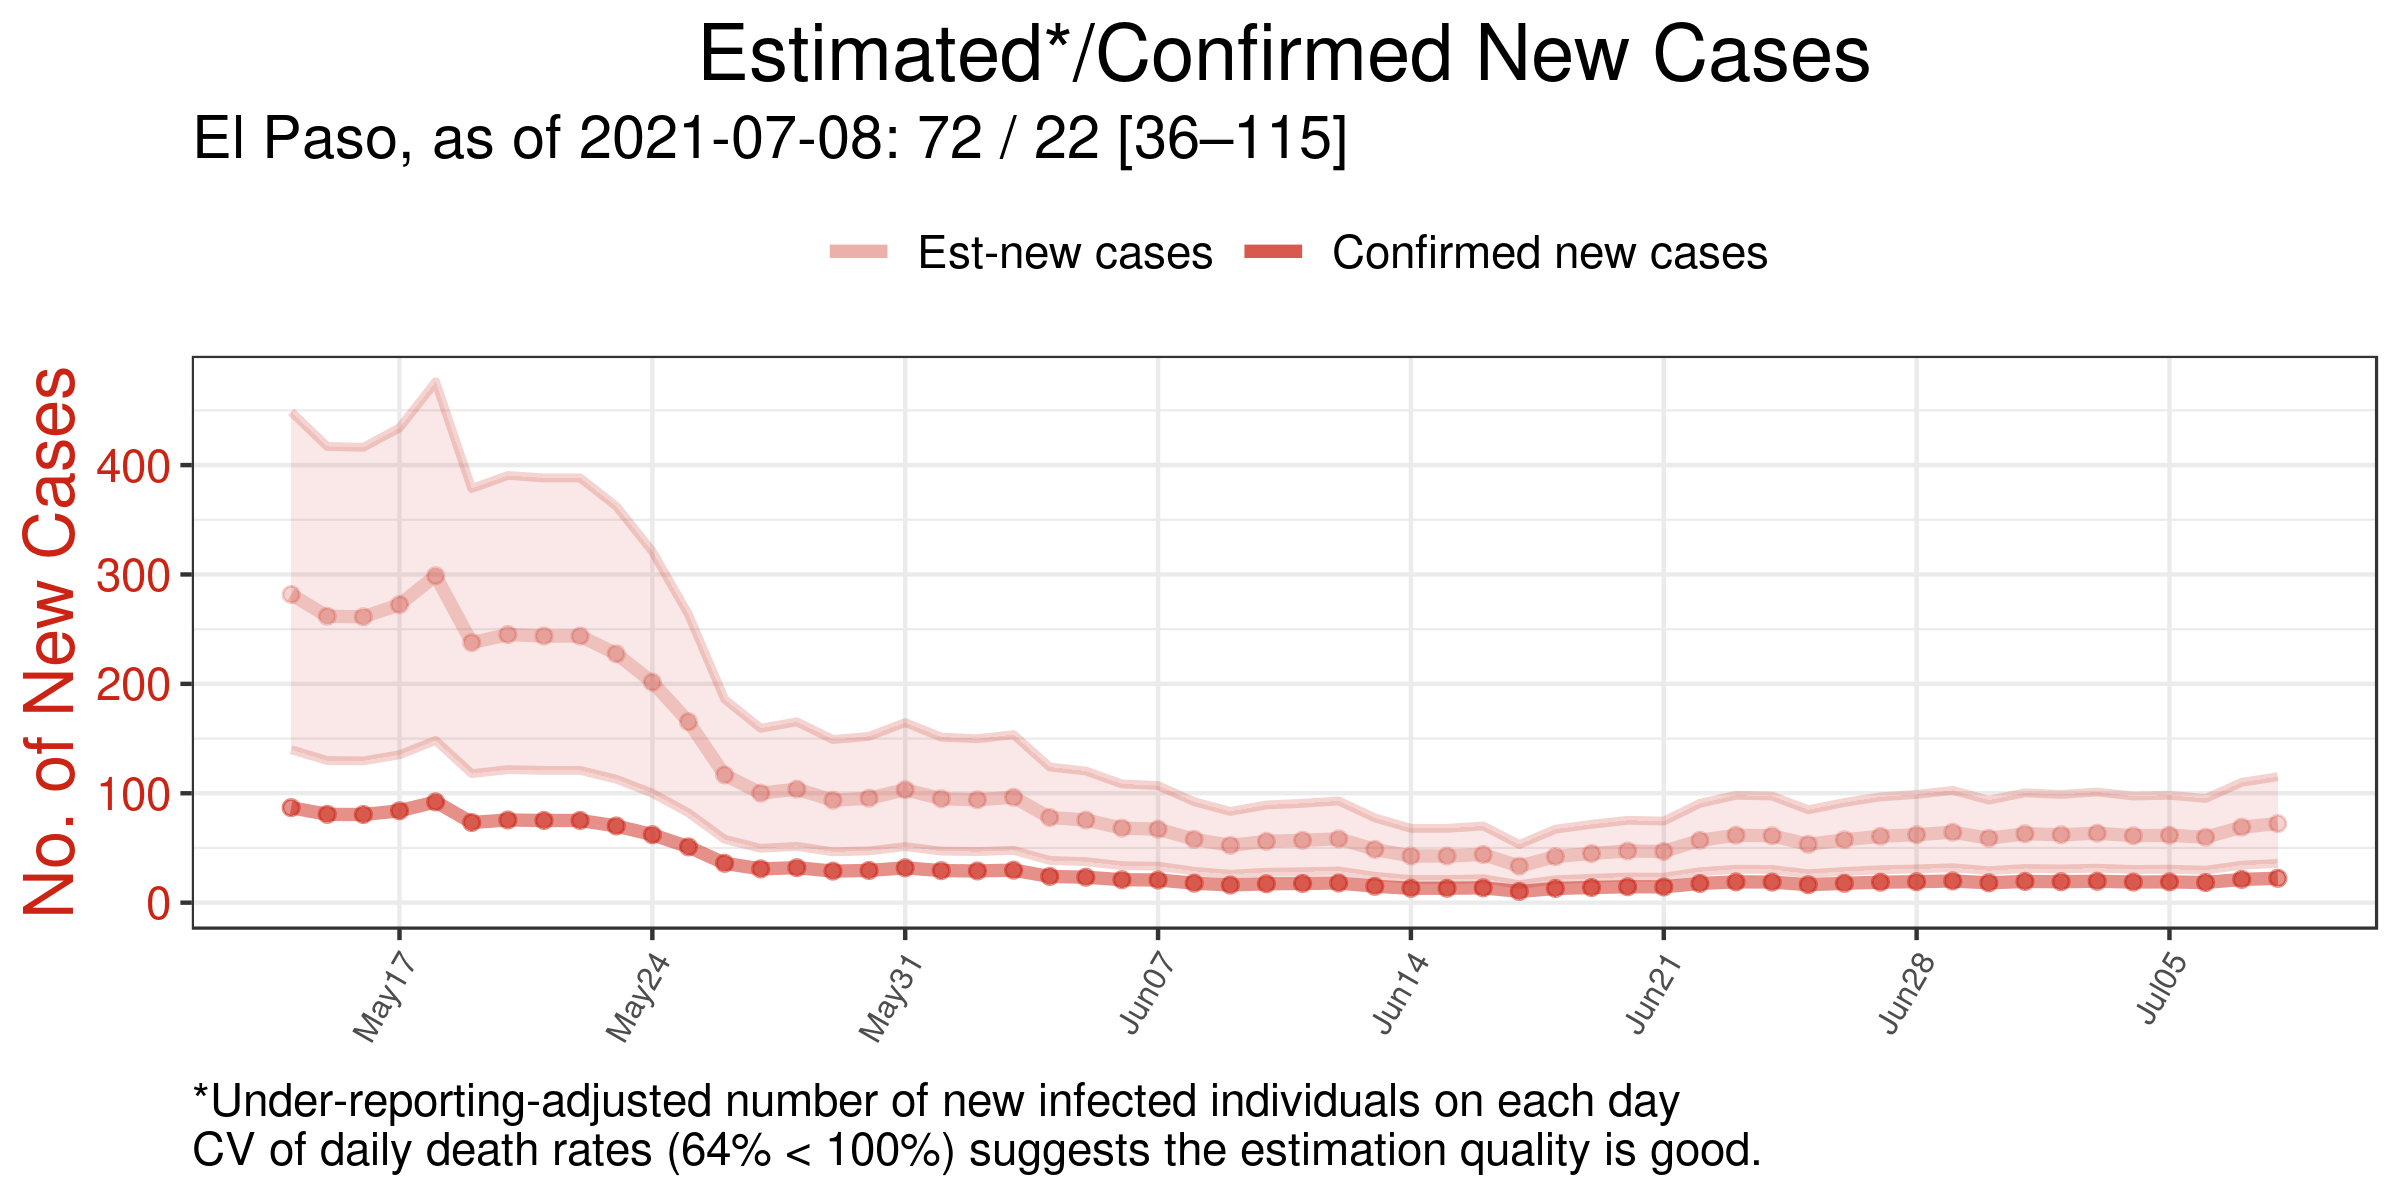 Estimated*/Confirmed New Cases
El Paso, as of 2021-07-08: 72 / 22 [36–115]
Est-new cases
Confirmed new cases
No. of New Cases
400
300
200
100
0
May17
May24
May31
Jun07
Jun14
Jun21
Jun28
Jul05
*Under-reporting-adjusted number of new infected individuals on each day
CV of daily death rates (64% < 100%) suggests the estimation quality is good.